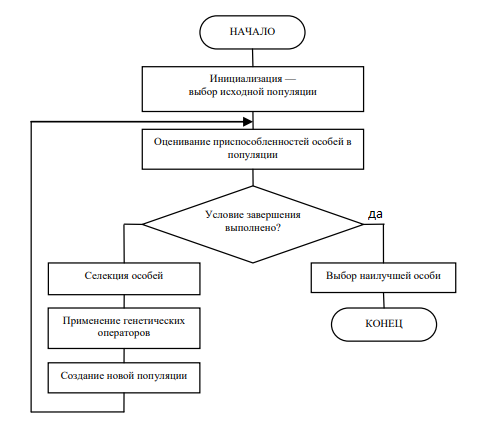 НАЧАЛО
Инициализация —
выбор исходной популяции
Оценивание приспособленностей особей в
популяции
Условие завершения
выполнено?
да
Селекция особей
Выбор наилучшей особи
Применение генетических
операторов
КОНЕЦ
Создание новой популяции